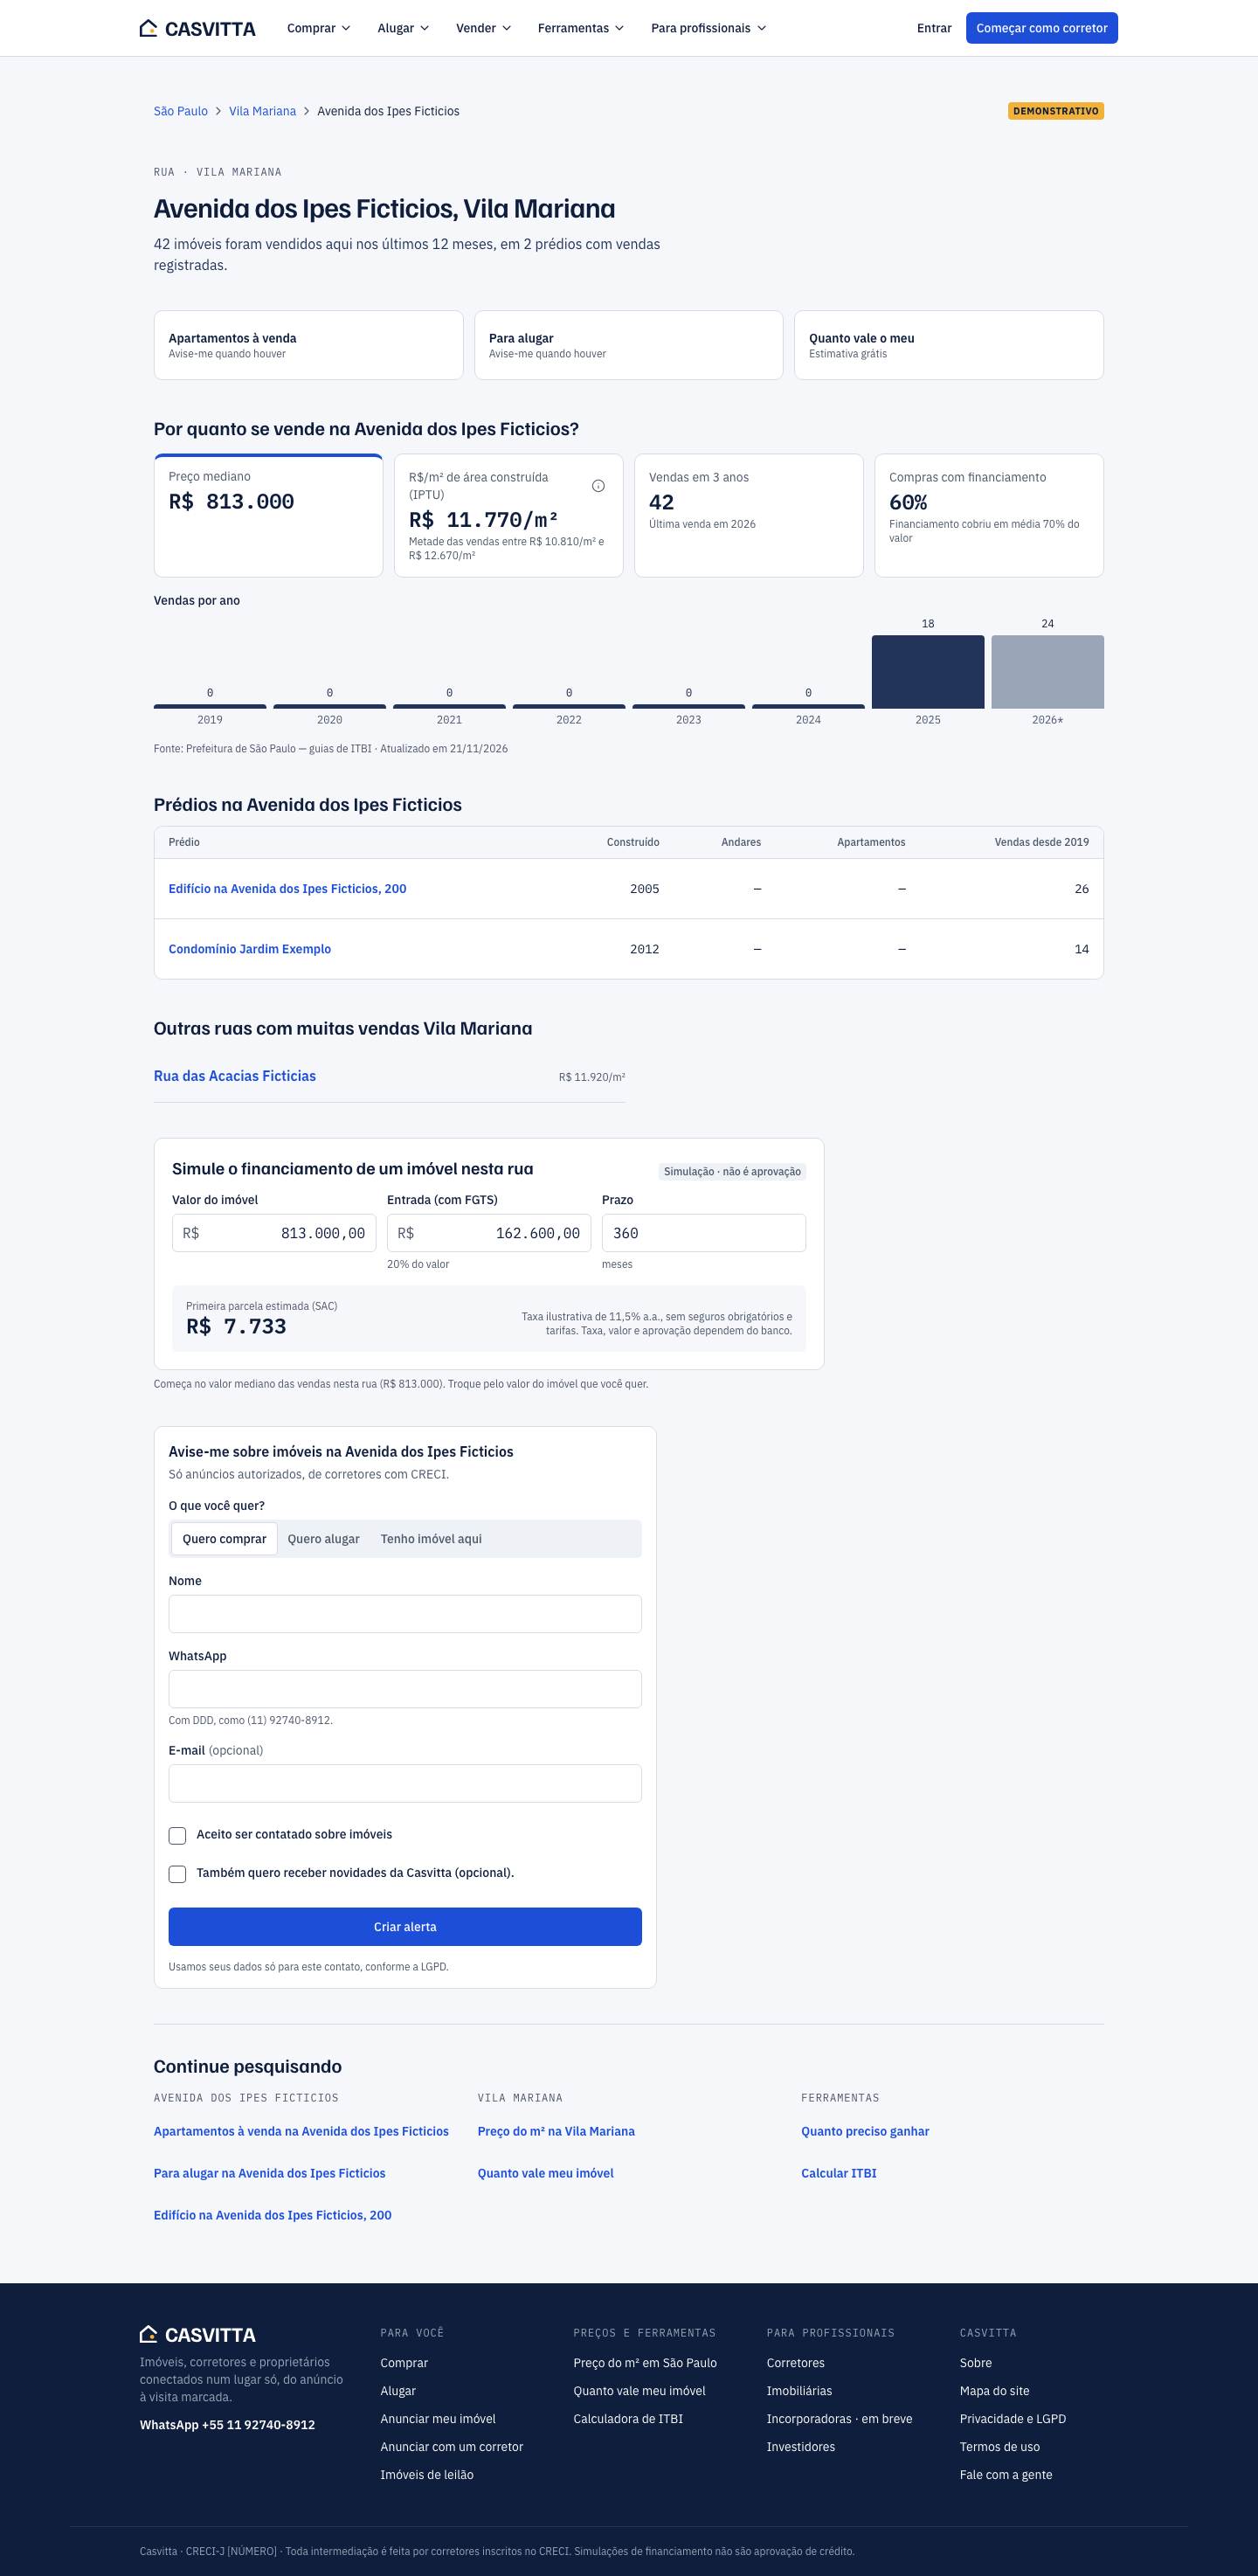 CASVITTA
Comprar
Alugar
Vender
Ferramentas
Para profissionais
Entrar
Começar como corretor
São Paulo > Vila Mariana > Avenida dos Ipes Ficticios
DEMONSTRATIVO
RUA · VILA MARIANA
Avenida dos Ipes Ficticios, Vila Mariana
42 imóveis foram vendidos aqui nos últimos 12 meses, em 2 prédios com vendas
registradas.
Apartamentos à venda
Avise-me quando houver
Para alugar
Avise-me quando houver
Quanto vale o meu
Estimativa grátis
Por quanto se vende na Avenida dos Ipes Ficticios?
Preço mediano
R$ 813.000
R$/m² de área construída
(IPTU)
R$ 11.770/m²
Metade das vendas entre R$ 10.810/m² e
R$ 12.670/m²
Vendas em 3 anos
42
Última venda em 2026
Compras com financiamento
60%
Financiamento cobriu em média 70% do
valor
Vendas por ano
0
0
0
0
0
0
18
24
2019
2020
2021
2022
2023
2024
2025
2026*
Fonte: Prefeitura de São Paulo — guias de ITBI · Atualizado em 21/11/2026
Prédios na Avenida dos Ipes Ficticios
Prédio Construído Andares Apartamentos Vendas desde 2019
Edifício na Avenida dos Ipes Ficticios, 200 2005 — — 26
Condomínio Jardim Exemplo 2012 — — 14
Outras ruas com muitas vendas Vila Mariana
Rua das Acacias Ficticias R$ 11.920/m²
Simule o financiamento de um imóvel nesta rua
Simulação · não é aprovação
Valor do imóvel
R$ 813.000,00
Entrada (com FGTS)
R$ 162.600,00
20% do valor
Prazo
360
meses
Primeira parcela estimada (SAC)
R$ 7.733
Taxa ilustrativa de 11,5% a.a., sem seguros obrigatórios e
tarifas. Taxa, valor e aprovação dependem do banco.
Começa no valor mediano das vendas nesta rua (R$ 813.000). Troque pelo valor do imóvel que você quer.
Avise-me sobre imóveis na Avenida dos Ipes Ficticios
Só anúncios autorizados, de corretores com CRECI.
O que você quer?
Quero comprar
Quero alugar
Tenho imóvel aqui
Nome
WhatsApp
Com DDD, como (11) 92740-8912.
E-mail (opcional)
Aceito ser contatado sobre imóveis
Também quero receber novidades da Casvitta (opcional).
Criar alerta
Usamos seus dados só para este contato, conforme a LGPD.
Continue pesquisando
AVENIDA DOS IPES FICTICIOS
Apartamentos à venda na Avenida dos Ipes Ficticios
Para alugar na Avenida dos Ipes Ficticios
Edifício na Avenida dos Ipes Ficticios, 200
VILA MARIANA
Preço do m² na Vila Mariana
Quanto vale meu imóvel
FERRAMENTAS
Quanto preciso ganhar
Calcular ITBI
CASVITTA
Imóveis, corretores e proprietários
conectados num lugar só, do anúncio
à visita marcada.
WhatsApp +55 11 92740-8912
PARA VOCÊ
Comprar
Alugar
Anunciar meu imóvel
Anunciar com um corretor
Imóveis de leilão
PREÇOS E FERRAMENTAS
Preço do m² em São Paulo
Quanto vale meu imóvel
Calculadora de ITBI
PARA PROFISSIONAIS
Corretores
Imobiliárias
Incorporadoras · em breve
Investidores
CASVITTA
Sobre
Mapa do site
Privacidade e LGPD
Termos de uso
Fale com a gente
Casvitta · CRECI-J [NÚMERO] · Toda intermediação é feita por corretores inscritos no CRECI. Simulações de financiamento não são aprovação de crédito.